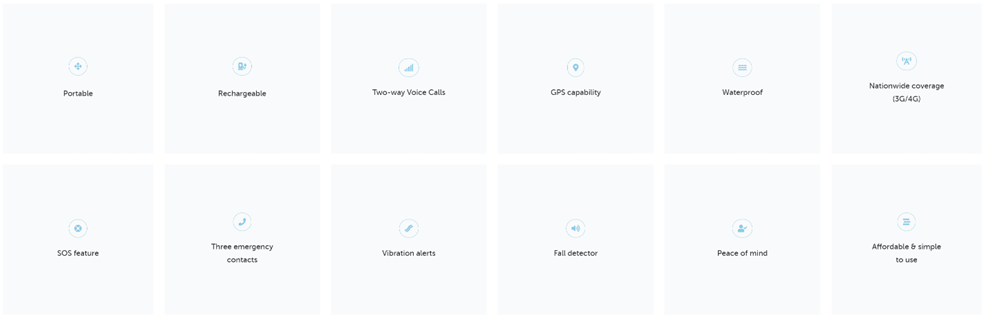 Portable
Rechargeable
Two-way Voice Calls
GPS capability
Waterproof
Nationwide coverage
(3G/4G)
SOS feature
Three emergency
contacts
Vibration alerts
Fall detector
Peace of mind
Affordable & simple
to use